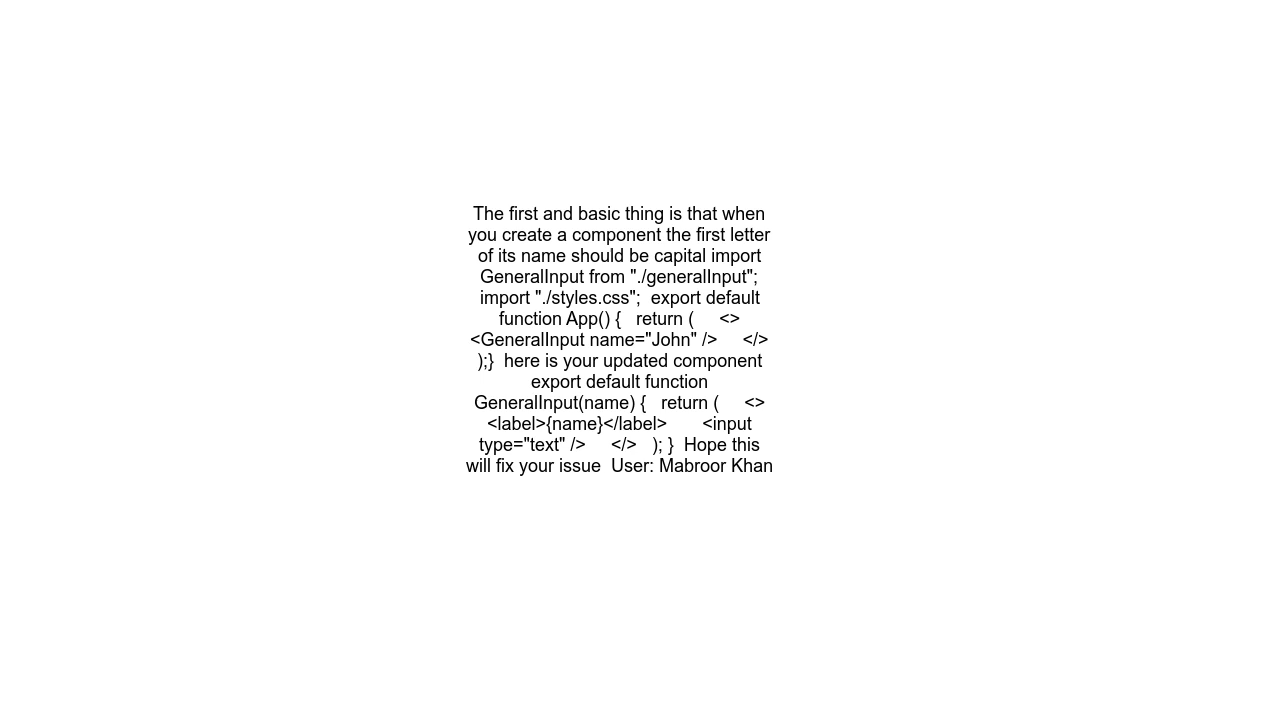 The first and basic thing is that when
you create a component the first letter
of its name should be capital import
GeneralInput from "./generalInput";
import "./styles.css";  export default
function App() {   return (     <>
<GeneralInput name="John" />     </>
);}  here is your updated component
export default function
GeneralInput(name) {   return (     <>
<label>{name}</label>       <input
type="text" />     </>   ); }  Hope this
will fix your issue  User: Mabroor Khan